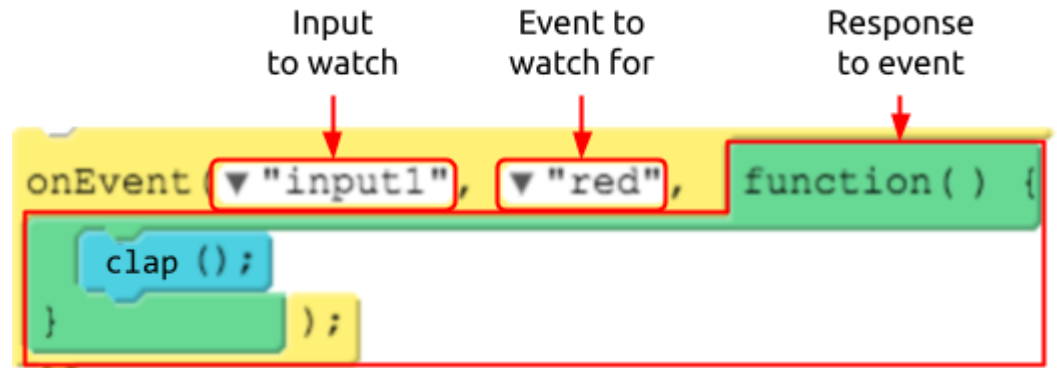 Input
to watch
Event to
watch for
Response
to event
onEvent(▼"input1", ▼"red", function() {
clap ();
} );